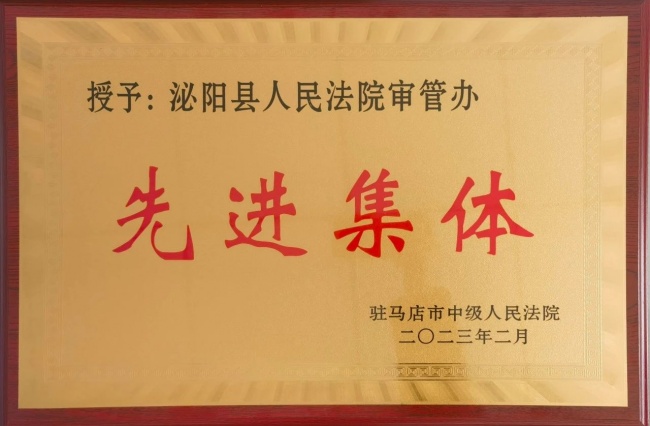 授予：泌阳县人民法院审管办
先进集体
驻马店市中级人民法院
二〇二三年二月